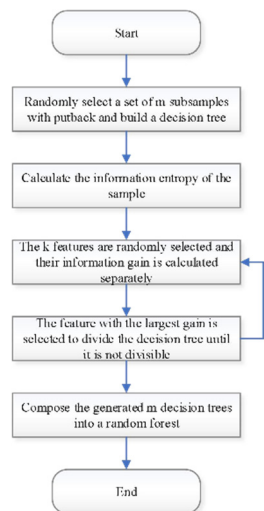 Start
Randomly select a set of m subsamples
with putback and build a decision tree
Calculate the information entropy of the
sample
The k features are randomly selected and
their information gain is calculated
separately
The feature with the largest gain is
selected to divide the decision tree until
it is not divisible
Compose the generated m decision trees
into a random forest
End